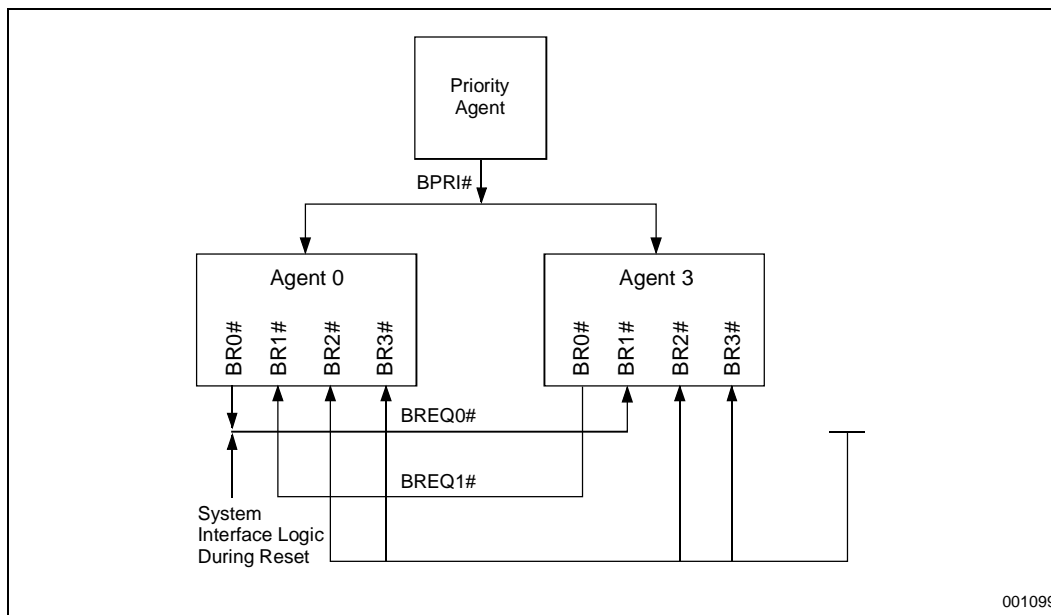 Priority
Agent
BPRI#
Agent 0
Agent 3
BR0#
BR1#
BR2#
BR3#
BR0#
BR1#
BR2#
BR3#
BREQ0#
BREQ1#
System
Interface Logic
During Reset
001099